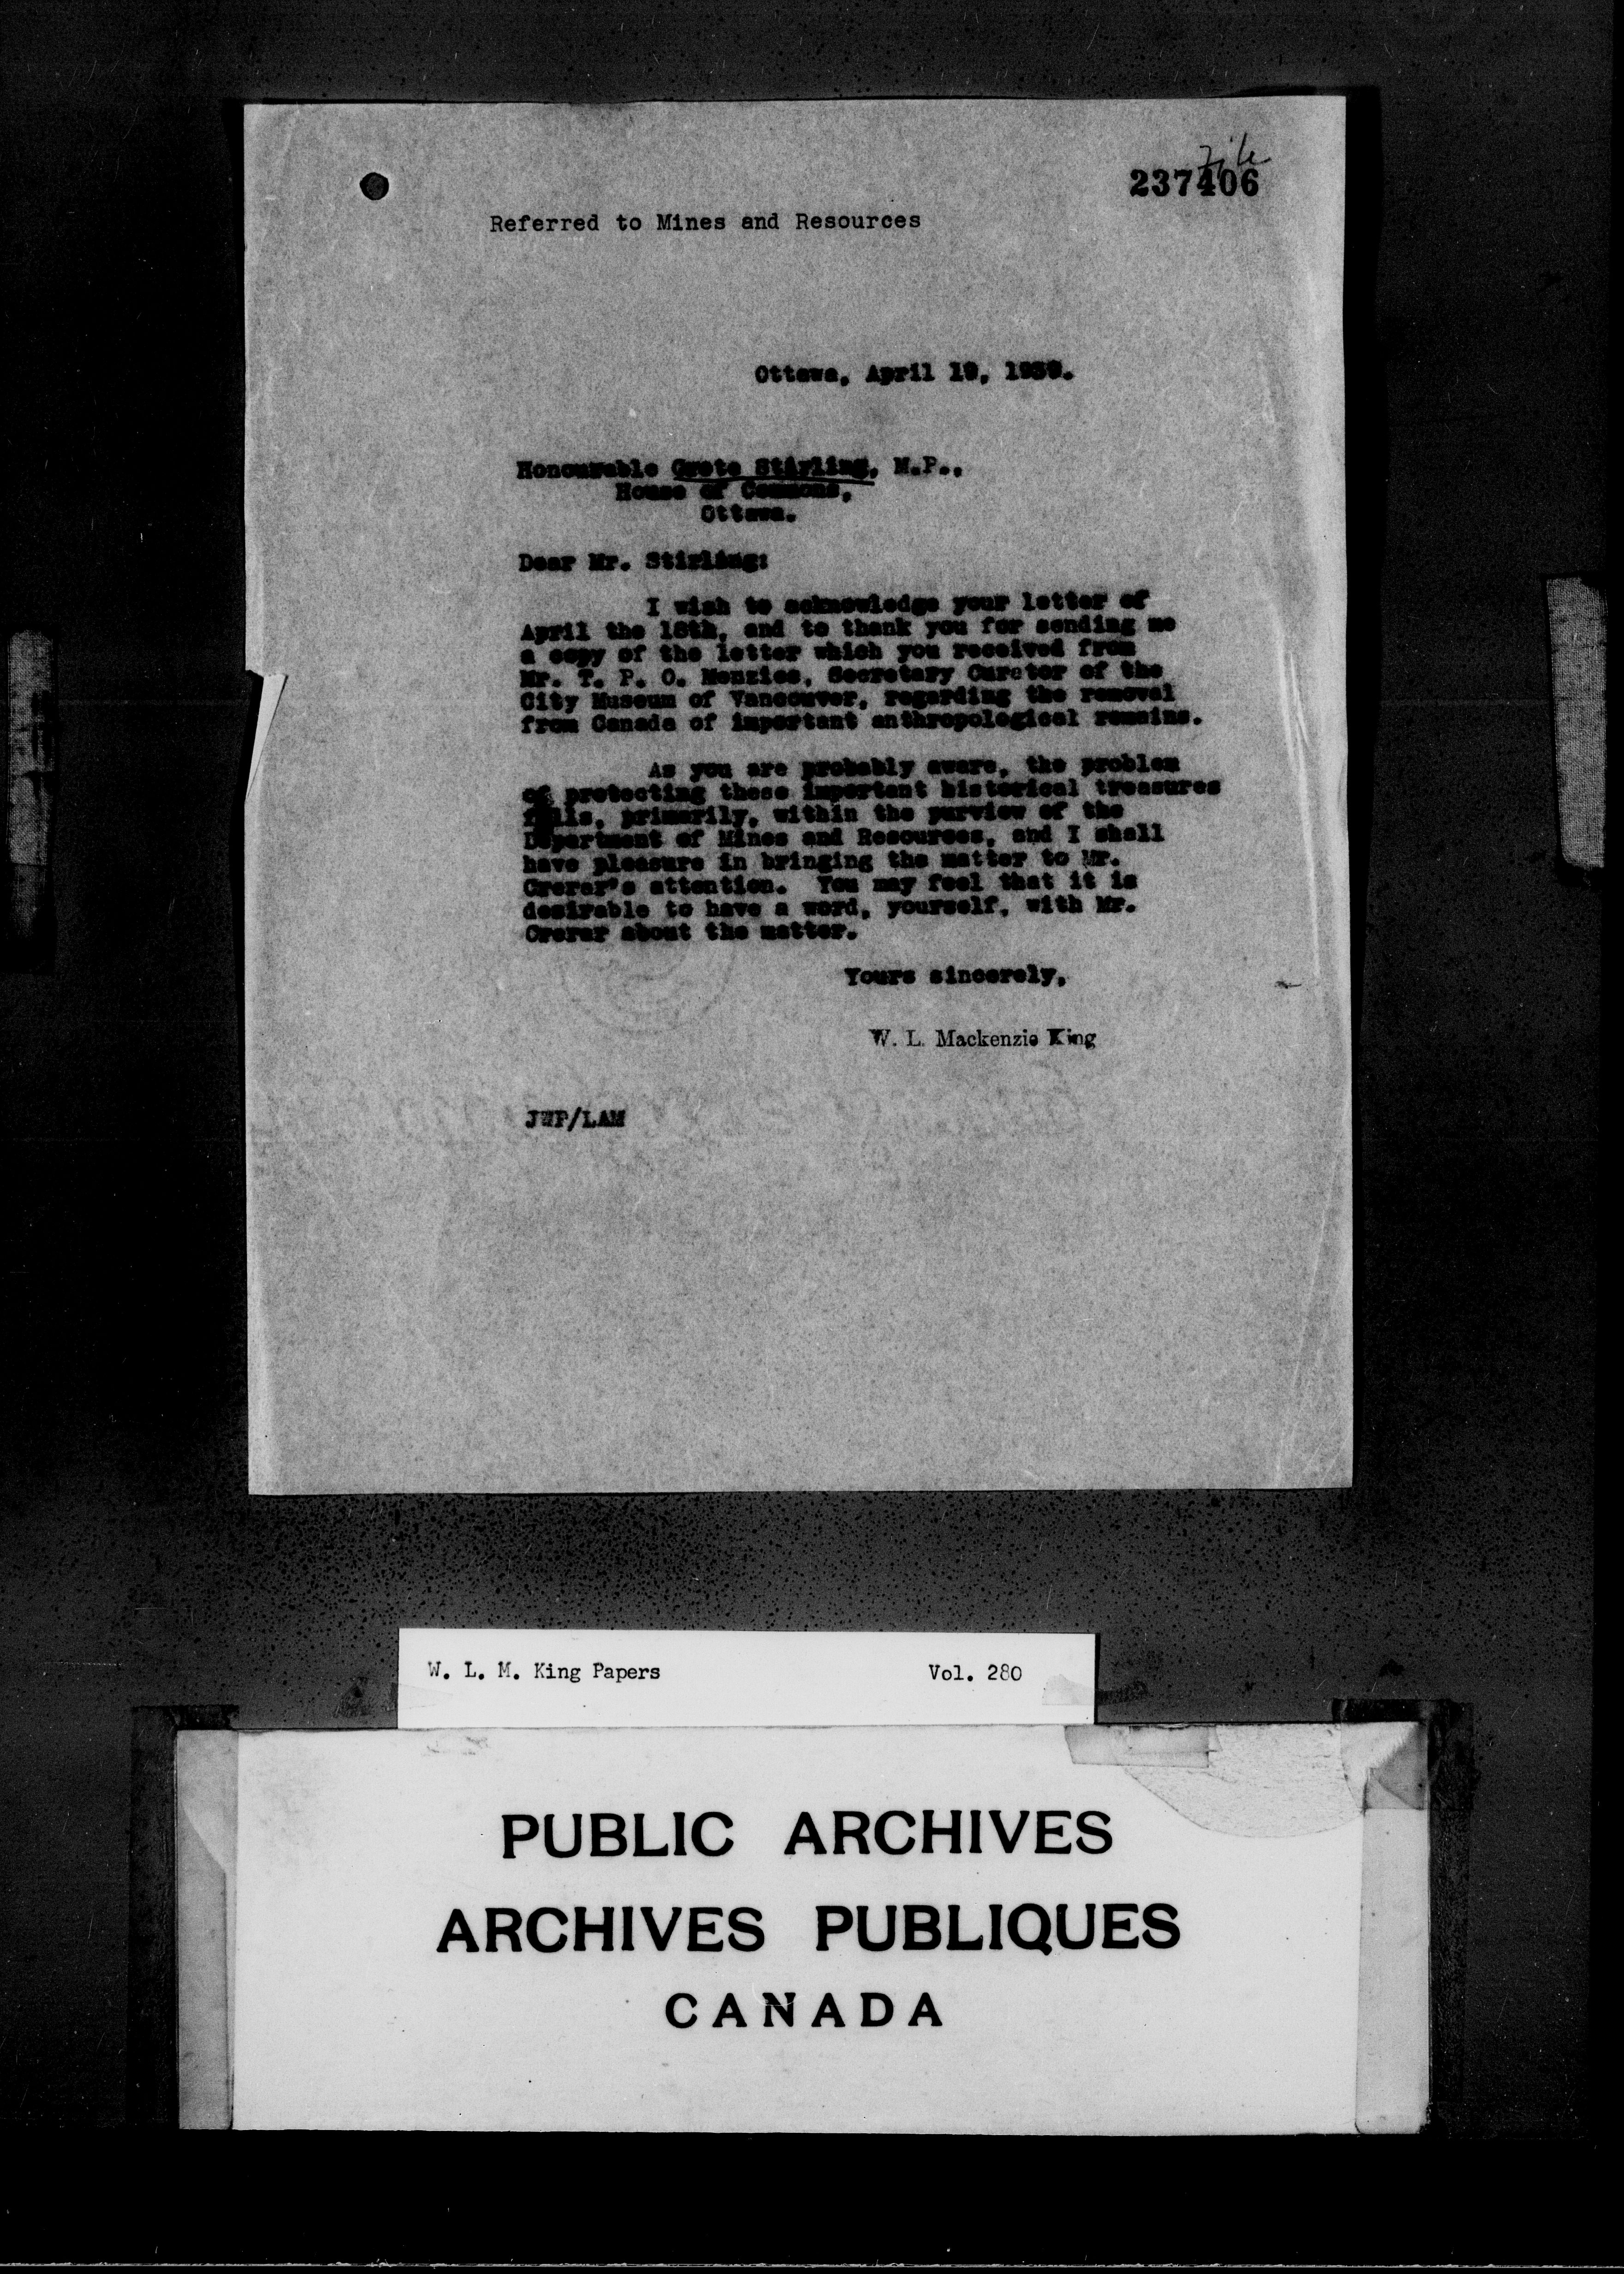 File
237406
Referred to Mines and Resources
Ottawa, April 19, 1939.
Honourable Grote Stirling, M.P.,
House of Commons,
Ottawa.
Dear Mr. Stirling:
I wish to acknowledge your letter of
April the 18th, and to thank you for sending me
a copy of the letter which you received from
Mr. T. P. O. Menzies, Secretary Curator of the
City Museum of Vancouver, regarding the removal
from Canada of important anthropological remains.
As you are probably aware, the problem
of protecting these important historical treasures
falls, primarily, within the purview of the
Department of Mines and Resources, and I shall
have pleasure in bringing the matter to Mr.
Crerar's attention. You may feel that it is
desirable to have a word, yourself, with Mr.
Crerar about the matter.
Yours sincerely,
W. L. Mackenzie King
JWP/LAM
W. L. M. King Papers Vol. 280
PUBLIC ARCHIVES
ARCHIVES PUBLIQUES
CANADA